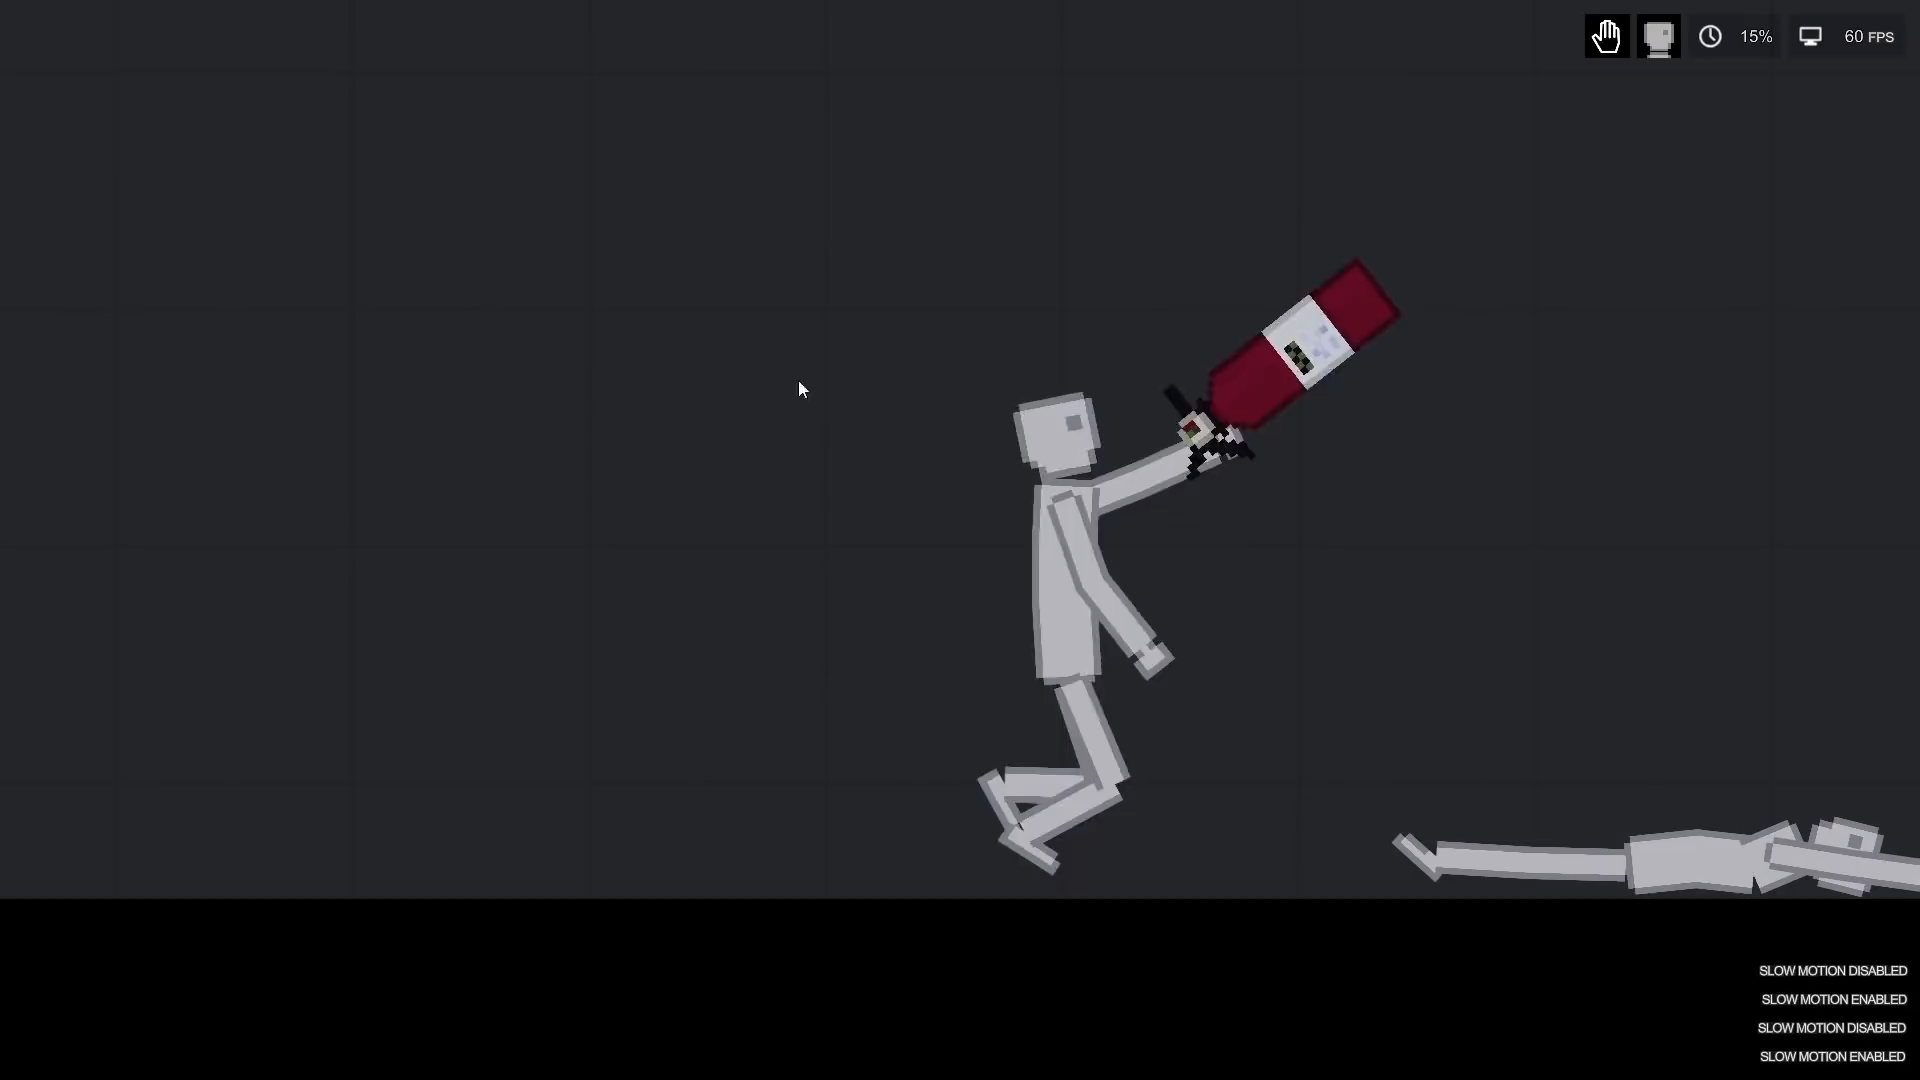 15%
60 FPS
SLOW MOTION DISABLED
SLOW MOTION ENABLED
SLOW MOTION DISABLED
SLOW MOTION ENABLED